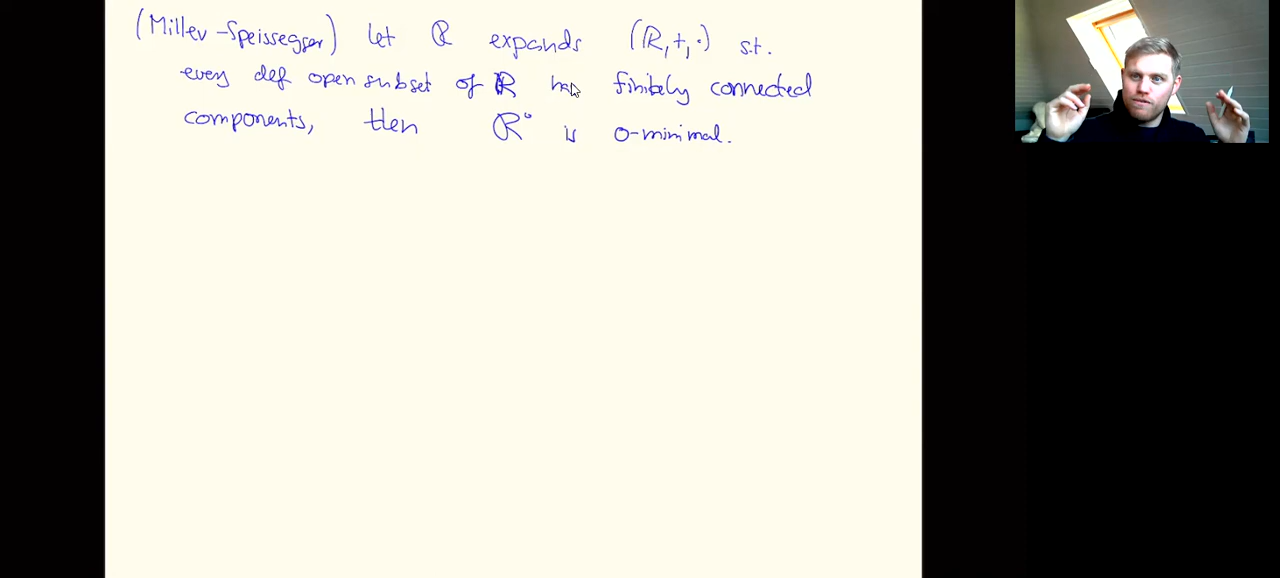 (Miller-Speissegger) let R expands (R,+,·) s.t.
every def open subset of R has finitely connected
components, then R° is o-minimal.